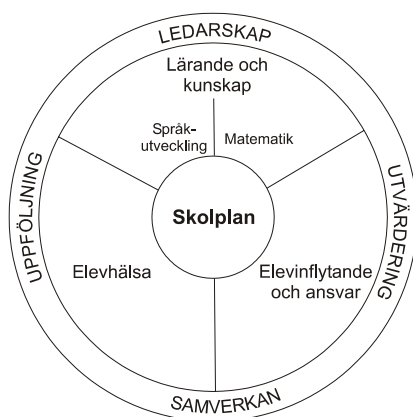 LEDARSKAP
Lärande och
kunskap
Språk-
utveckling
Matematik
UPPFÖLJNING
UTVÄRDERING
Skolplan
Elevhälsa
Elevinflytande
och ansvar
SAMVERKAN